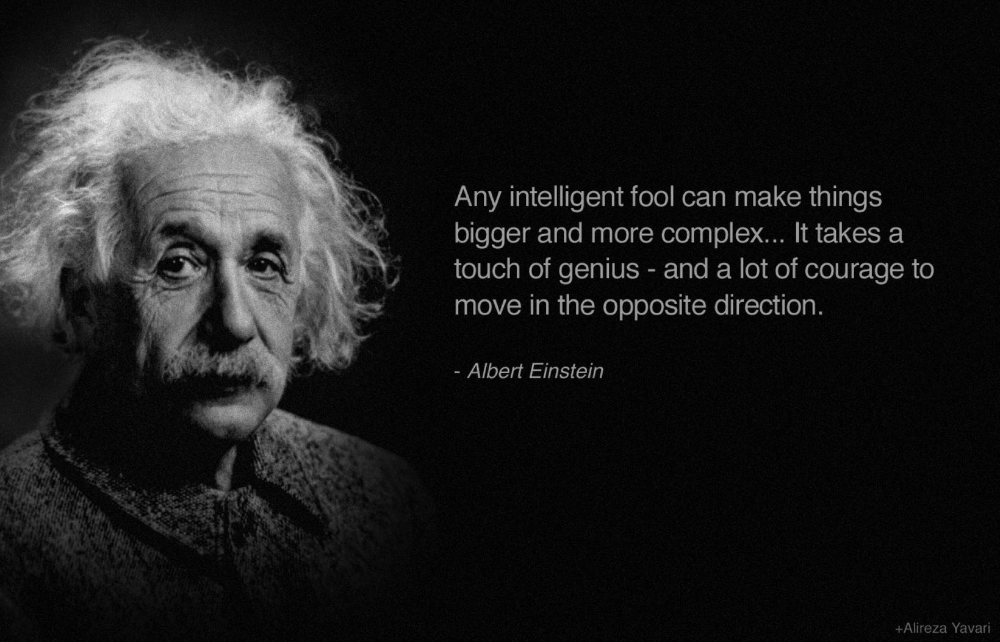 Any intelligent fool can make things
bigger and more complex... It takes a
touch of genius - and a lot of courage to
move in the opposite direction.
- Albert Einstein
+Alireza Yavari